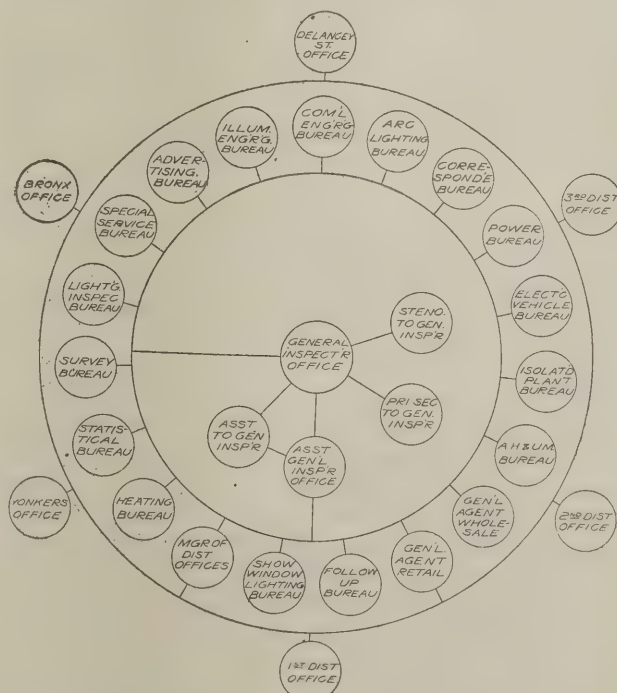 DELANCEY
ST.
OFFICE
COM'L
ENG'RG
BUREAU
ARC
LIGHTING
BUREAU
CORRE-
SPOND'E
BUREAU
3RD DIST
OFFICE
POWER
BUREAU
ELECT'C
VEHICLE
BUREAU
ISOLAT'D
PLANT
BUREAU
A H & U M.
BUREAU
2ND DIST
OFFICE
GEN'L
AGENT
WHOLE-
SALE
GEN'L.
AGENT
RETAIL
FOLLOW
UP
BUREAU
1ST DIST
OFFICE
SHOW
WINDOW
LIGHTING
BUREAU
MGR. OF
DIST
OFFICES
HEATING
BUREAU
YONKERS
OFFICE
STATIS-
TICAL
BUREAU
SURVEY
BUREAU
LIGHT'G.
INSPEC
BUREAU
SPECIAL
SERVICE
BUREAU
BRONX
OFFICE
ADVER-
TISING.
BUREAU
ILLUM.
ENG'R'G.
BUREAU
GENERAL
INSPECT'R
OFFICE
STENO.
TO GEN.
INSP'R
PRI SEC
TO GEN.
INSP'R
ASST
TO GEN
INSP'R
ASST
GEN'L.
INSP'R
OFFICE